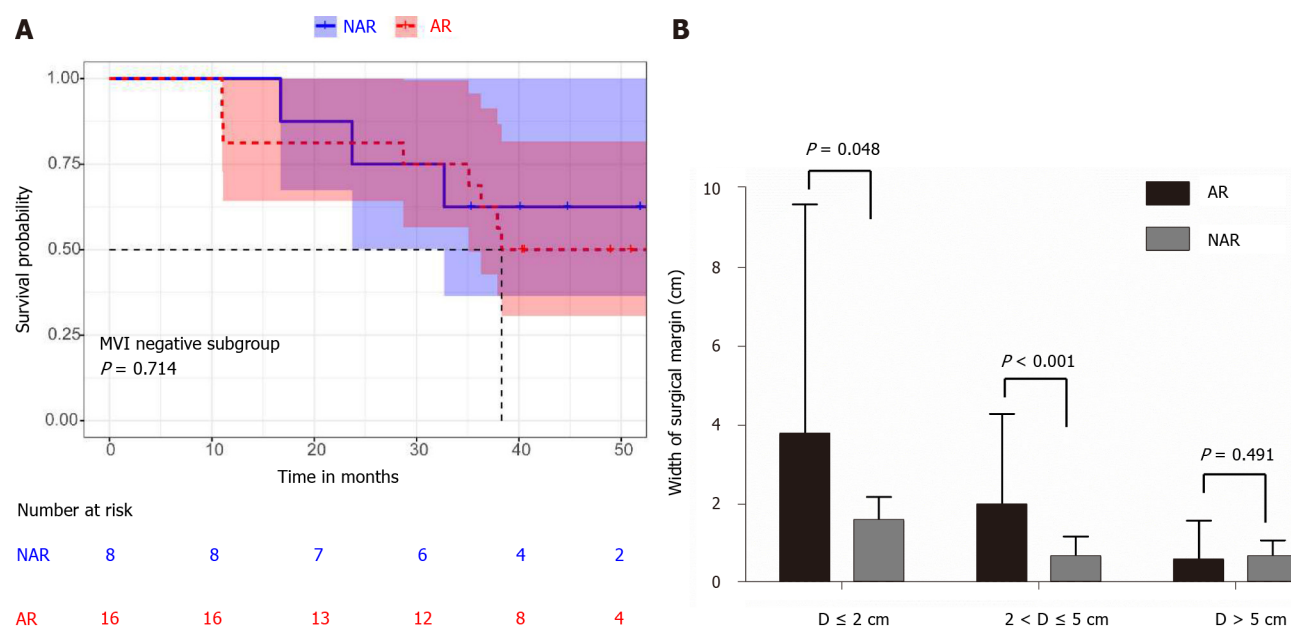 A
NAR AR
1.00
0.75
0.50
0.25
0.00
Survival probability
MVI negative subgroup
P = 0.714
0 10 20 30 40 50
Time in months
Number at risk
NAR 8 8 7 6 4 2
AR 16 16 13 12 8 4
B
P = 0.048
P < 0.001
P = 0.491
AR
NAR
10
8
6
4
2
0
Width of surgical margin (cm)
D ≤ 2 cm 2 < D ≤ 5 cm D > 5 cm